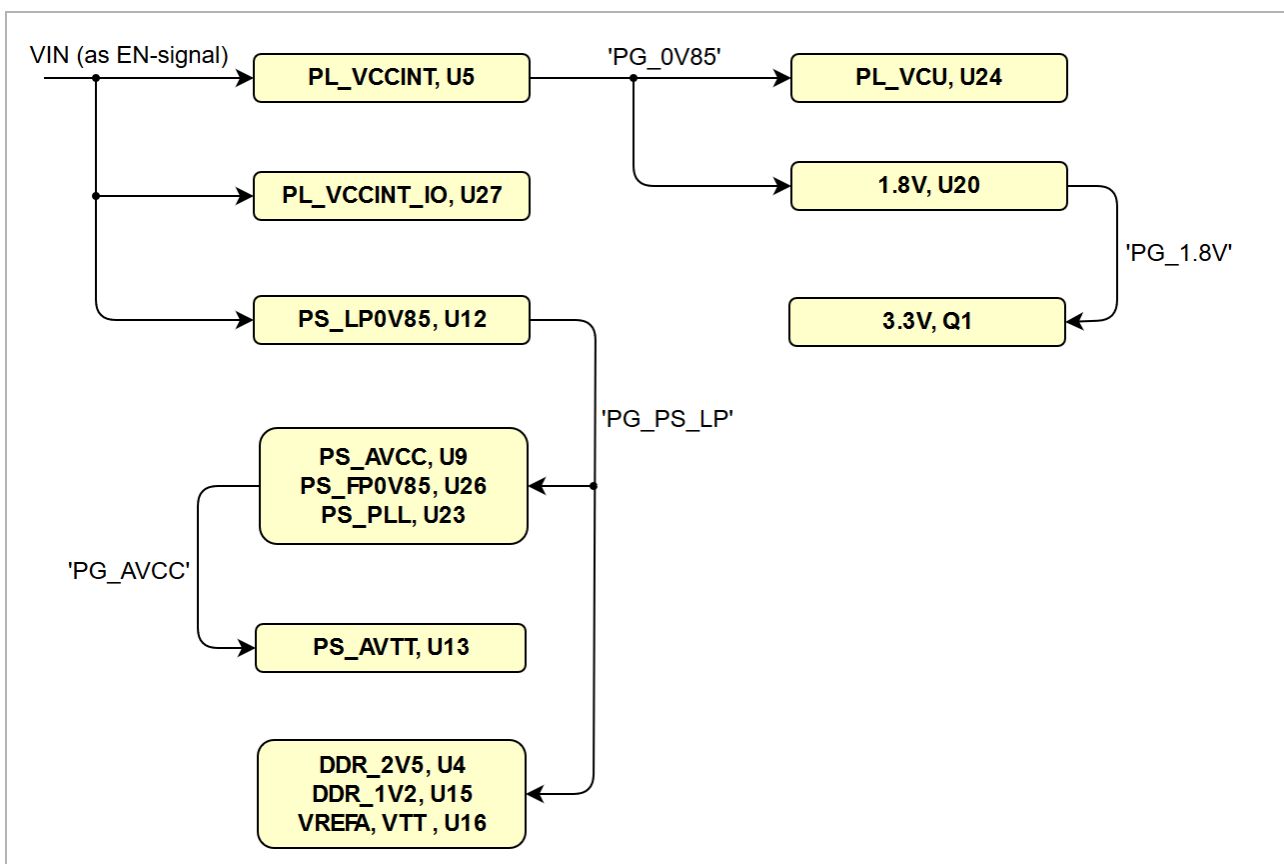 VIN (as EN-signal)
PL_VCCINT, U5
'PG_0V85'
PL_VCU, U24
PL_VCCINT_IO, U27
1.8V, U20
'PG_1.8V'
PS_LP0V85, U12
3.3V, Q1
'PG_PS_LP'
PS_AVCC, U9
PS_FP0V85, U26
PS_PLL, U23
'PG_AVCC'
PS_AVTT, U13
DDR_2V5, U4
DDR_1V2, U15
VREFA, VTT , U16